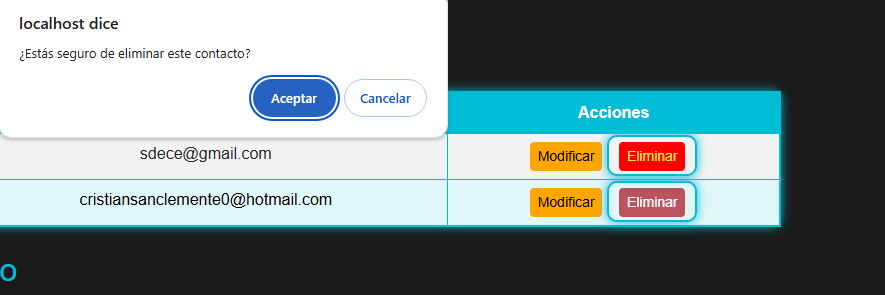 localhost dice
¿Estás seguro de eliminar este contacto?
Aceptar Cancelar
Acciones
sdece@gmail.com Modificar Eliminar
cristiansanclemente0@hotmail.com Modificar Eliminar